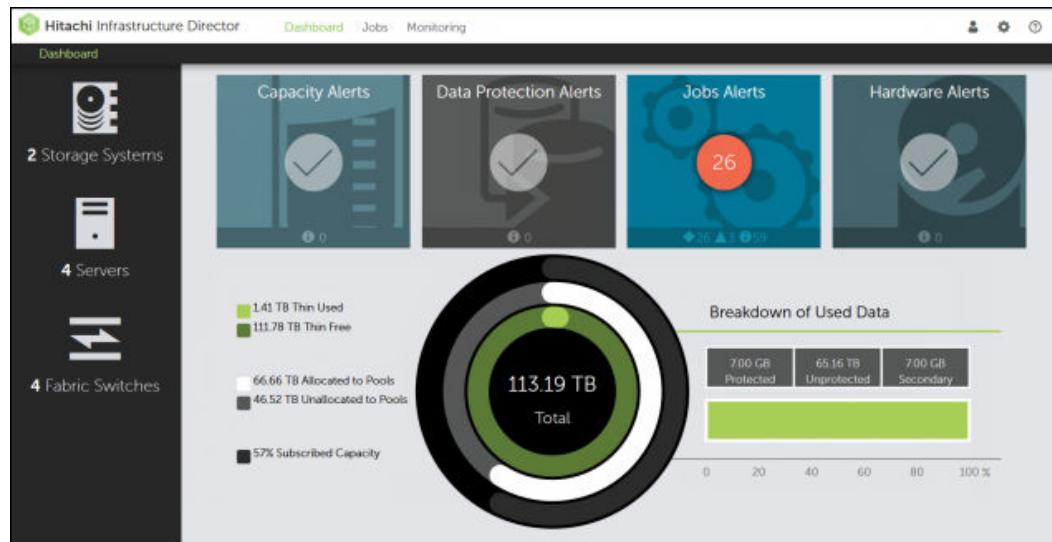 Hitachi Infrastructure Director
Dashboard Jobs Monitoring
Dashboard
2 Storage Systems
4 Servers
4 Fabric Switches
Capacity Alerts
0
Data Protection Alerts
0
Jobs Alerts
26
26 3 59
Hardware Alerts
0
1.41 TB Thin Used
111.78 TB Thin Free
66.66 TB Allocated to Pools
46.52 TB Unallocated to Pools
57% Subscribed Capacity
113.19 TB
Total
Breakdown of Used Data
7.00 GB
Protected
65.16 TB
Unprotected
7.00 GB
Secondary
0 20 40 60 80 100 %